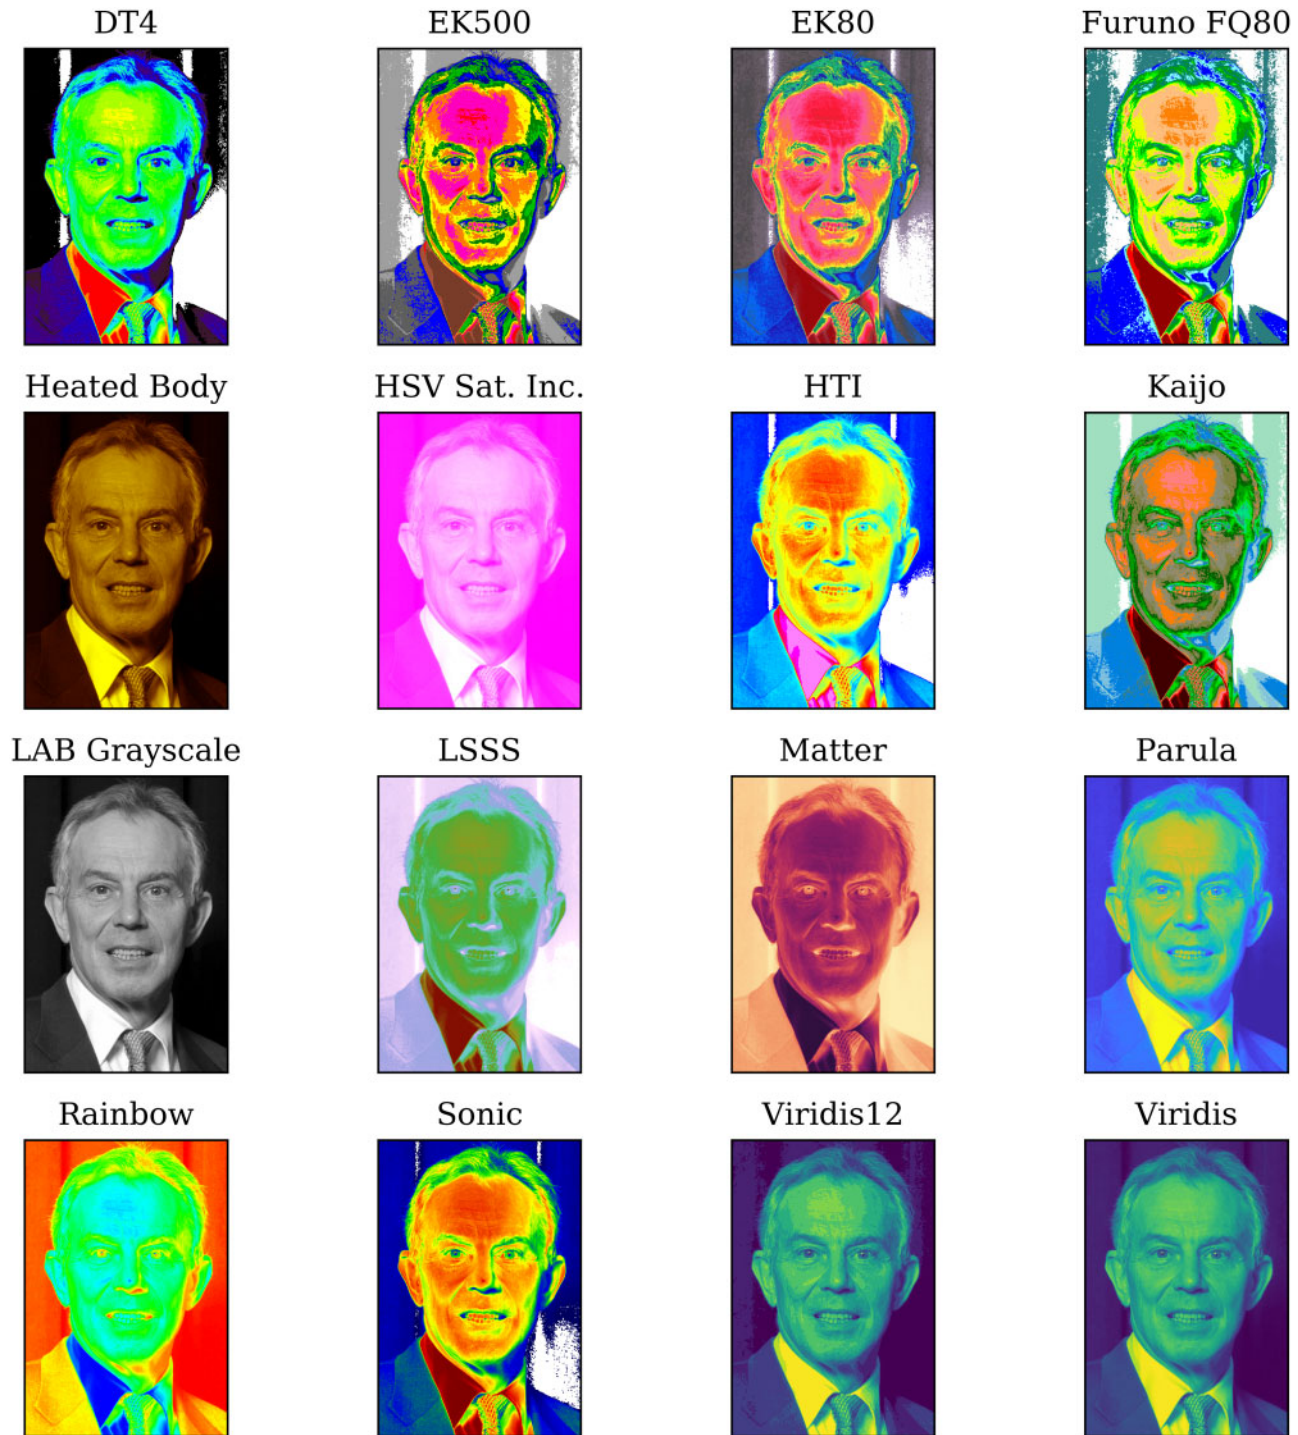 DT4
EK500
EK80
Furuno FQ80
Heated Body
HSV Sat. Inc.
HTI
Kaijo
LAB Grayscale
LSSS
Matter
Parula
Rainbow
Sonic
Viridis12
Viridis